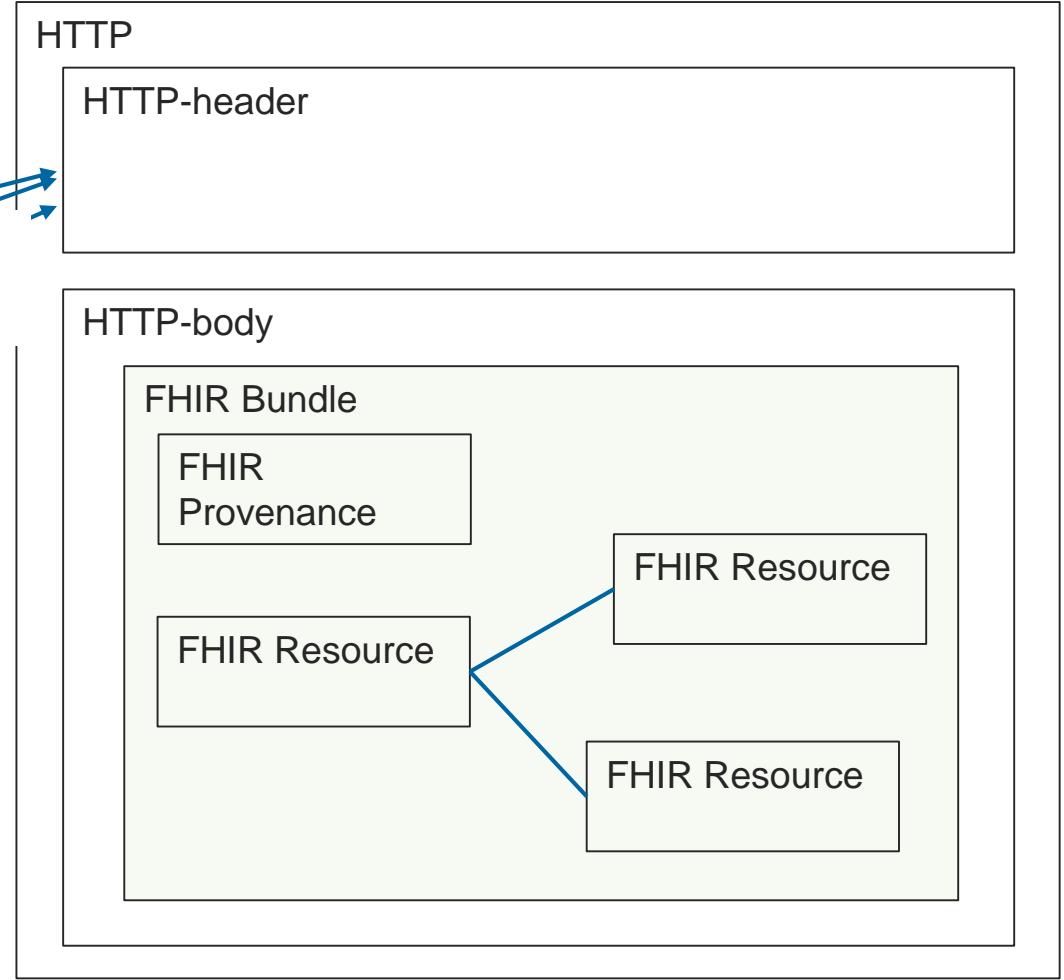 HTTP
HTTP-header
HTTP-body
FHIR Bundle
FHIR
Provenance
FHIR Resource
FHIR Resource
FHIR Resource